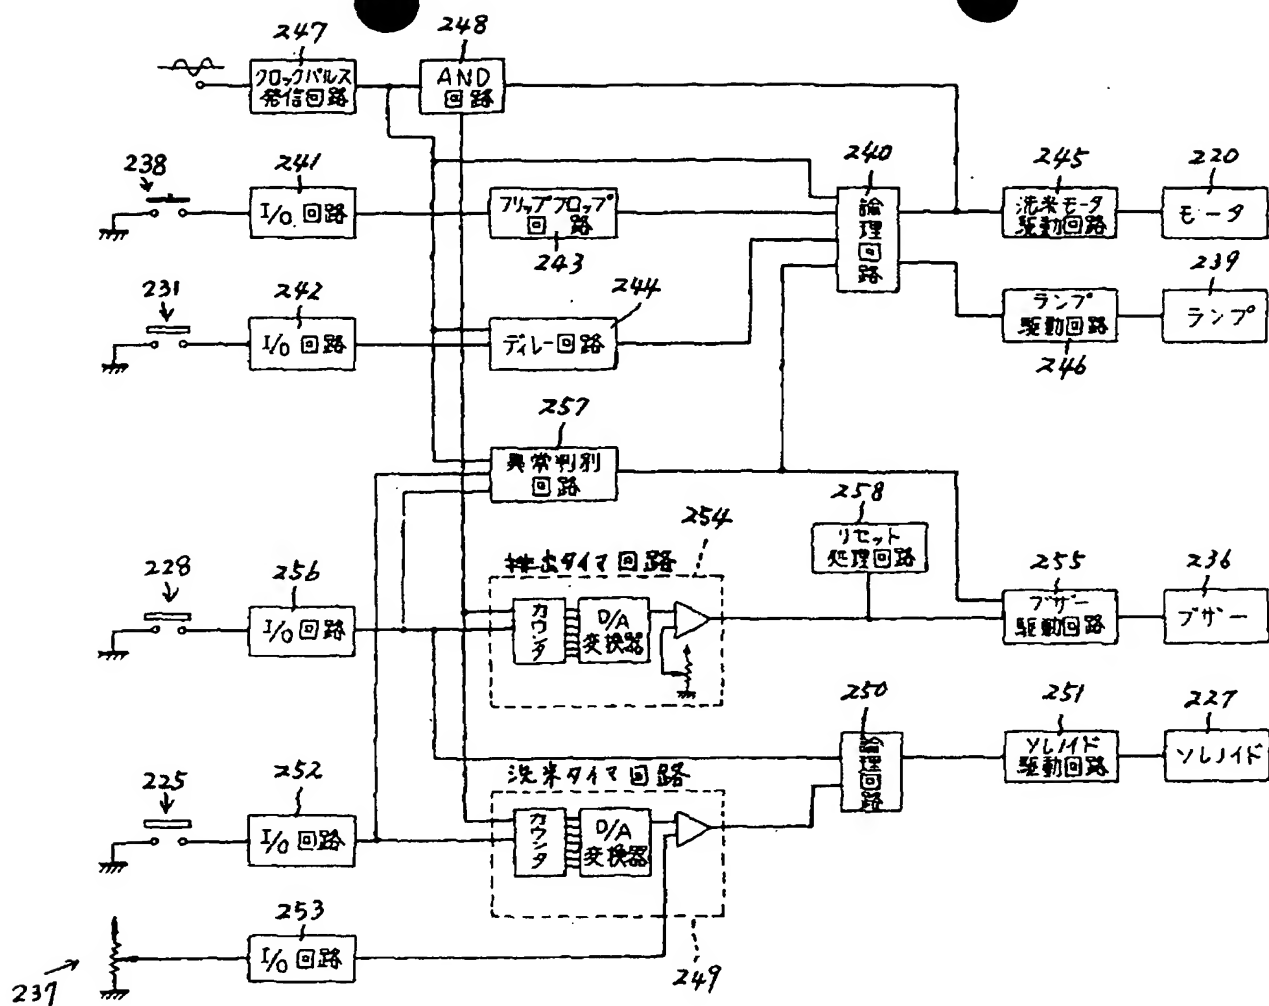 247
248
クロックパルス
発信回路
AND
回路
238
241
240
245
220
I/O 回路
フリップフロップ
回路
243
論理回路
洗米モータ
駆動回路
モータ
231
242
244
239
I/O 回路
ディレー回路
ランプ
駆動回路
246
ランプ
257
異常判別
回路
258
リセット
処理回路
254
排出タイマ回路
228
256
255
236
I/O 回路
カウンタ
D/A
変換器
ブザー
駆動回路
ブザー
250
251
227
論理回路
ソレノイド
駆動回路
ソレノイド
225
252
洗米タイマ回路
I/O 回路
カウンタ
D/A
変換器
253
I/O 回路
249
237